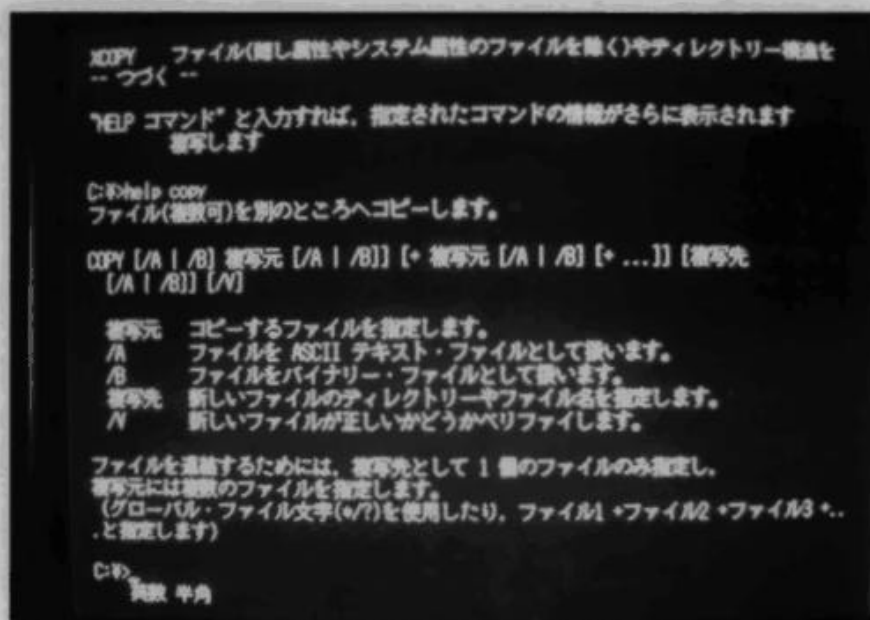 XCOPY ファイル(隠し属性やシステム属性のファイルを除く)やディレクトリー構造を
-- つづく --
"HELP コマンド" と入力すれば, 指定されたコマンドの情報がさらに表示されます
複写します
C:¥>help copy
ファイル(複数可)を別のところへコピーします。
COPY [/A | /B] 複写元 [/A | /B]] [+ 複写元 [/A | /B] [+ ...]] [複写先
[/A | /B]] [/V]
複写元 コピーするファイルを指定します。
/A ファイルを ASCII テキスト・ファイルとして扱います。
/B ファイルをバイナリー・ファイルとして扱います。
複写先 新しいファイルのディレクトリーやファイル名を指定します。
/V 新しいファイルが正しいかどうかベリファイします。
ファイルを連結するためには, 複写先として 1 個のファイルのみ指定し,
複写元には複数のファイルを指定します。
(グローバル・ファイル文字(*/?)を使用したり, ファイル1 +ファイル2 +ファイル3 +..
.と指定します)
C:¥>_
英数 半角